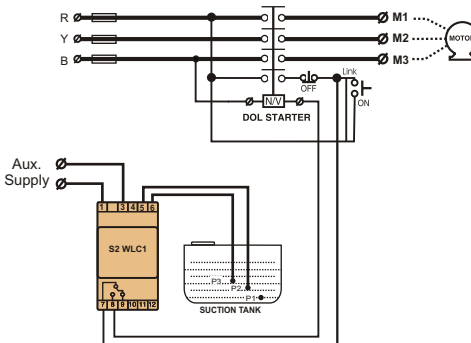 R
M1
Y
M2
MOTOR
B
M3
Link
OFF
ON
N/V
DOL STARTER
Aux.
Supply
1 3 4 5 6
S2 WLC1
7 8 9 10 11 12
P3
P2
P1
SUCTION TANK